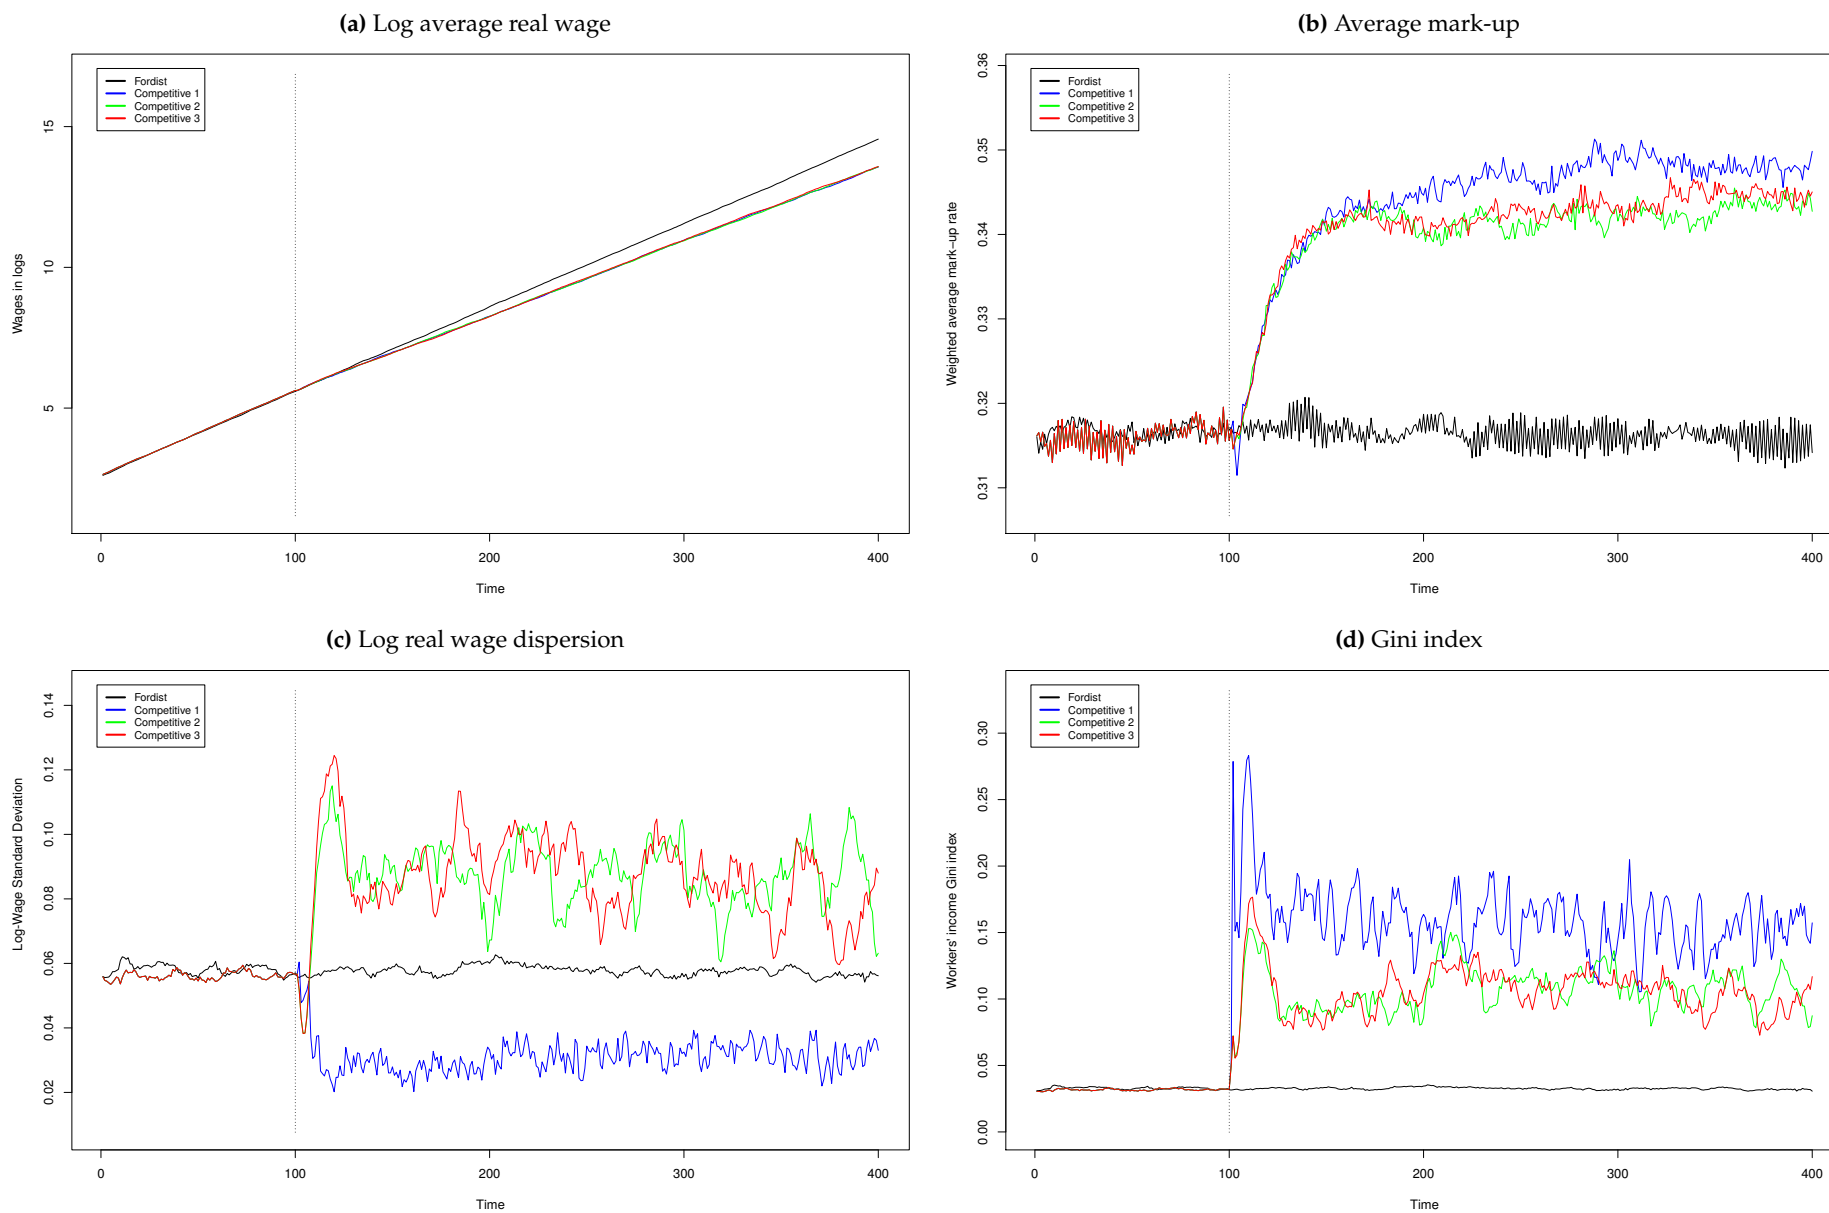 (a) Log average real wage
Fordist
Competitive 1
Competitive 2
Competitive 3
Wages in logs
15
10
5
0 100 200 300 400
Time
(b) Average mark-up
Fordist
Competitive 1
Competitive 2
Competitive 3
Weighted average mark-up rate
0.36
0.35
0.34
0.33
0.32
0.31
0 100 200 300 400
Time
(c) Log real wage dispersion
Fordist
Competitive 1
Competitive 2
Competitive 3
Log-Wage Standard Deviation
0.14
0.12
0.10
0.08
0.06
0.04
0.02
0 100 200 300 400
Time
(d) Gini index
Fordist
Competitive 1
Competitive 2
Competitive 3
Workers' income Gini index
0.30
0.25
0.20
0.15
0.10
0.05
0.00
0 100 200 300 400
Time